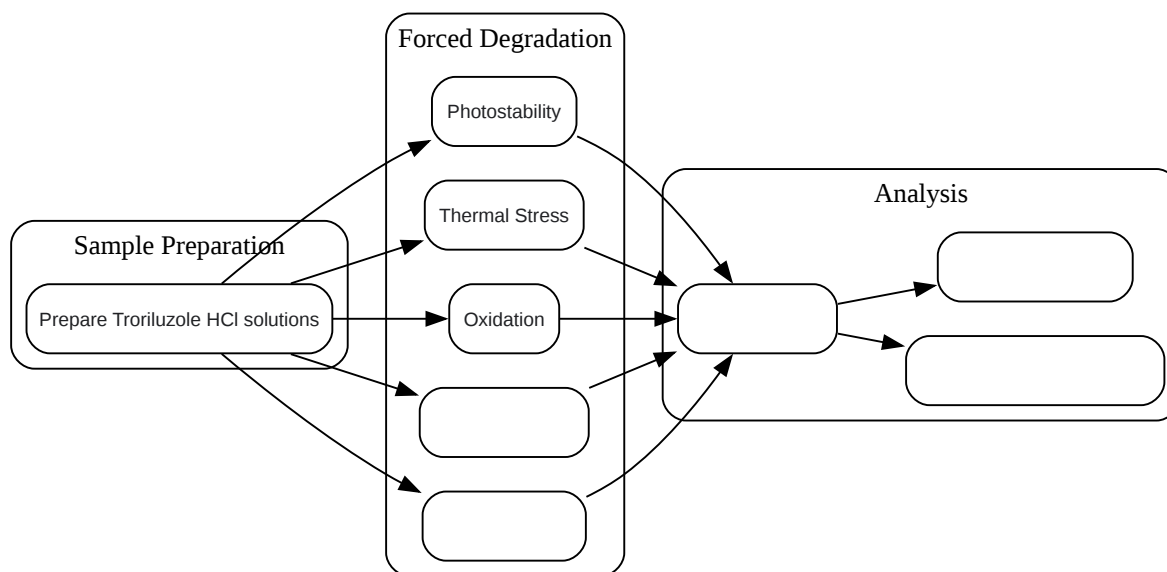 Forced Degradation
Photostability
Analysis
Thermal Stress
Sample Preparation
Prepare Troriluzole HCl solutions
Oxidation